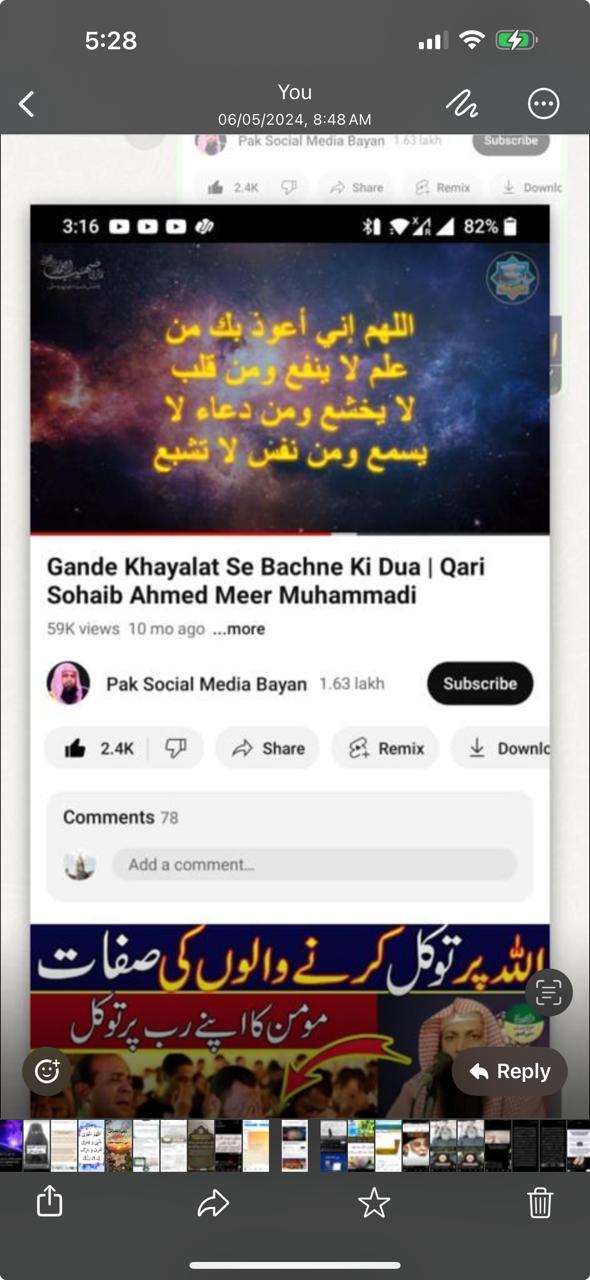 5:28
You
06/05/2024, 8:48 AM
Pak Social Media Bayan 1.63 lakh Subscribe
2.4K Share Remix Downlc
3:16 82%
اللهم إني أعوذ بك من
علم لا ينفع ومن قلب
لا يخشع ومن دعاء لا
يسمع ومن نفس لا تشبع
Gande Khayalat Se Bachne Ki Dua | Qari
Sohaib Ahmed Meer Muhammadi
59K views 10 mo ago ...more
Pak Social Media Bayan 1.63 lakh Subscribe
2.4K Share Remix Downlc
Comments 78
Add a comment...
اللہ پر توکل کرنے والوں کی صفات
مومن کا اپنے رب پر توکل
Reply